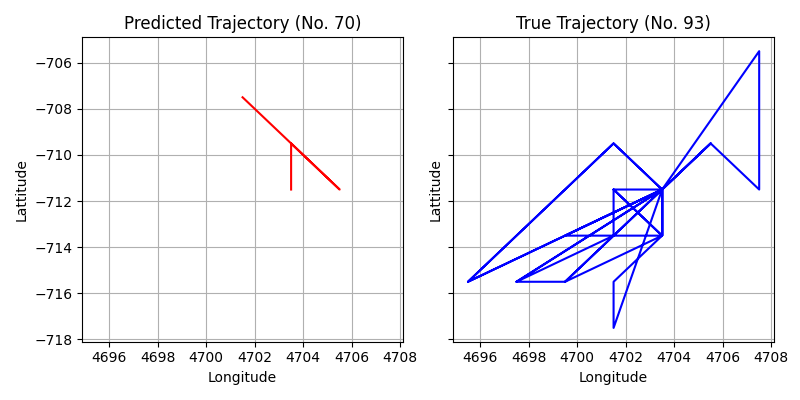 Predicted Trajectory (No. 70)
−706
−708
−710
−712
−714
−716
−718
Lattitude
4696 4698 4700 4702 4704 4706 4708
Longitude
True Trajectory (No. 93)
Lattitude
4696 4698 4700 4702 4704 4706 4708
Longitude